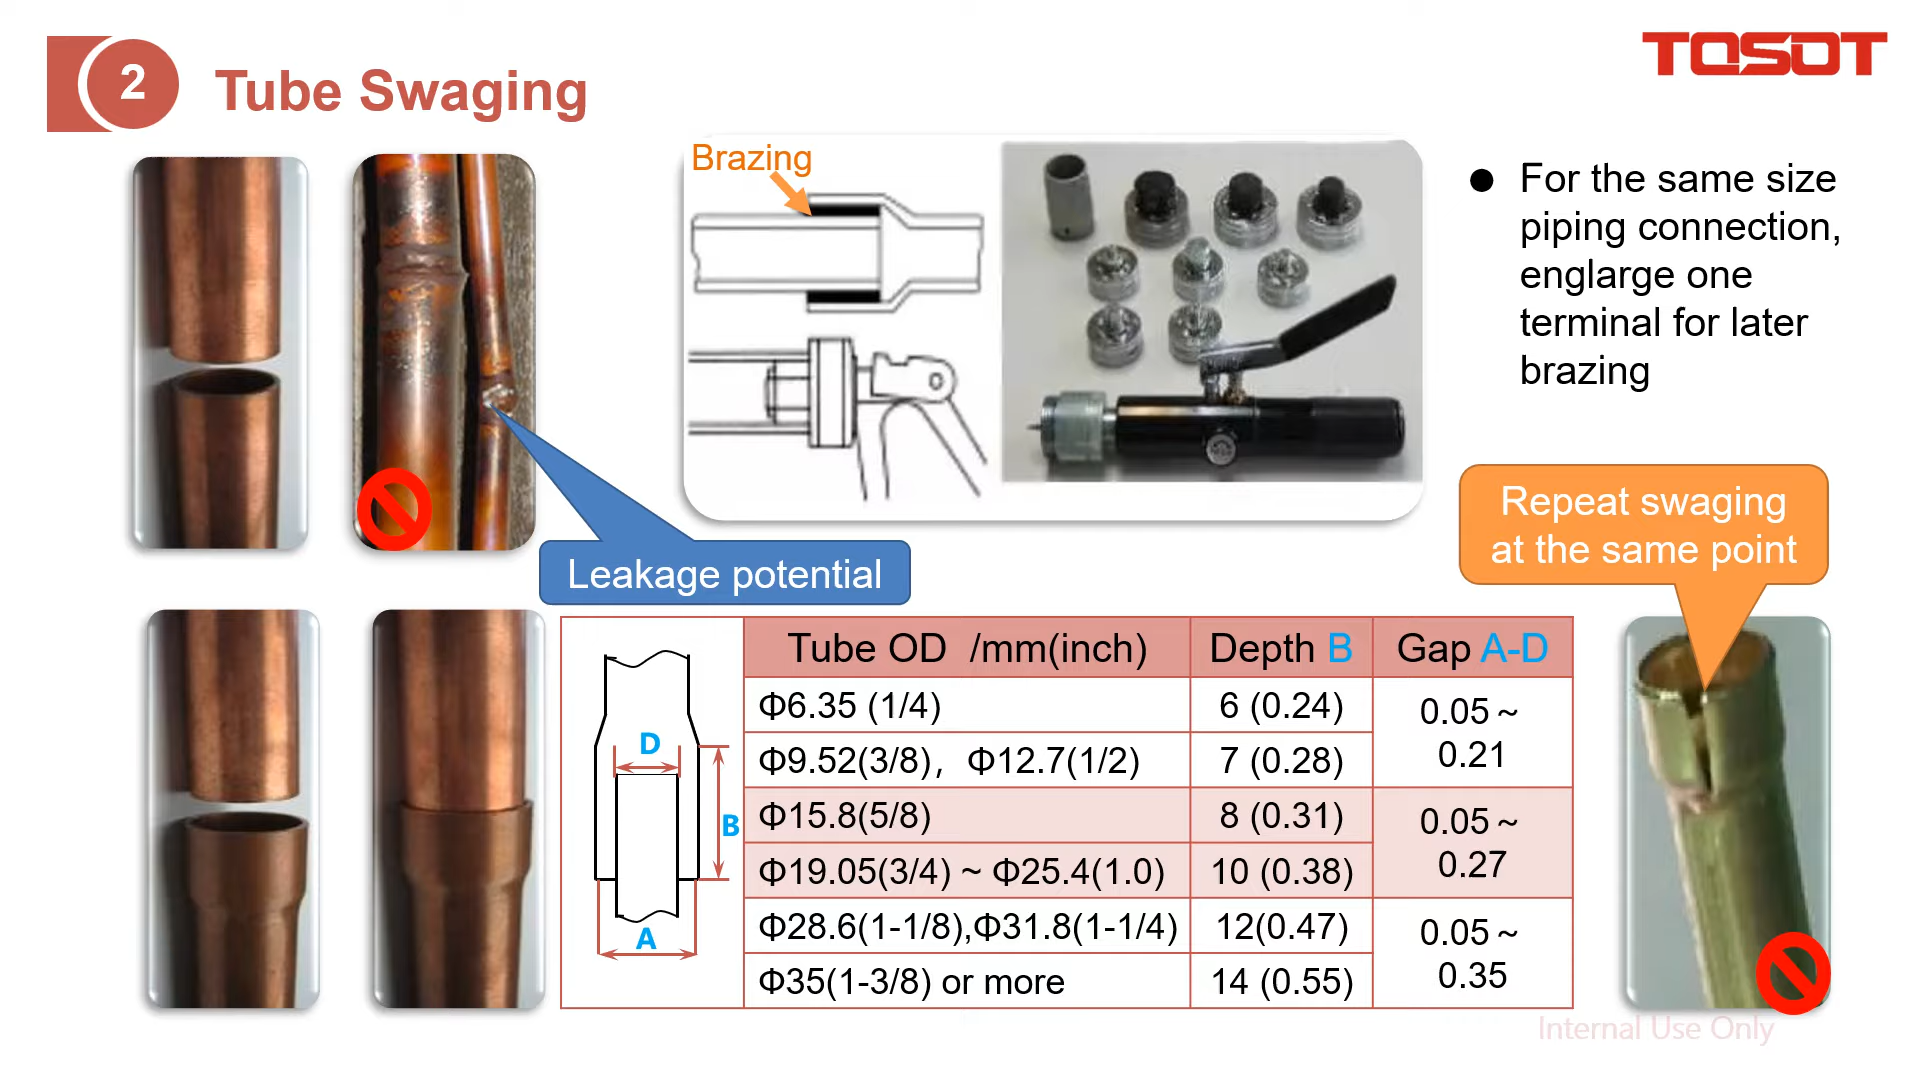 2
Tube Swaging
TOSOT
Brazing
For the same size
piping connection,
englarge one
terminal for later
brazing
Leakage potential
Repeat swaging
at the same point
Tube OD /mm(inch) Depth B Gap A-D
Φ6.35 (1/4) 6 (0.24) 0.05~
0.21
Φ9.52(3/8), Φ12.7(1/2) 7 (0.28)
Φ15.8(5/8) 8 (0.31) 0.05~
0.27
Φ19.05(3/4) ~ Φ25.4(1.0) 10 (0.38)
Φ28.6(1-1/8),Φ31.8(1-1/4) 12(0.47) 0.05~
0.35
Φ35(1-3/8) or more 14 (0.55)
D
B
A
Internal Use Only